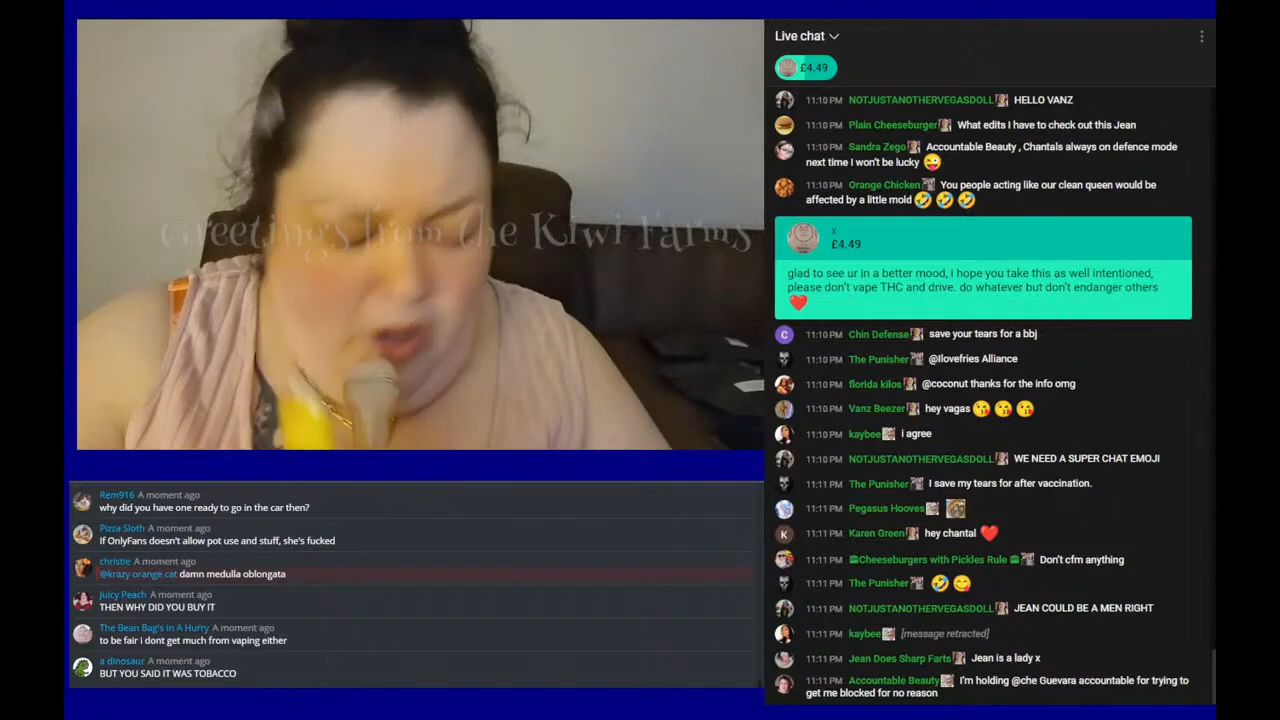 Greetings from the Kiwi Farms
Rem916 A moment ago
why did you have one ready to go in the car then?
Pizza Sloth A moment ago
If OnlyFans doesn't allow pot use and stuff, she's fucked
christie A moment ago
@krazy orange cat damn medulla oblongata
Juicy Peach A moment ago
THEN WHY DID YOU BUY IT
The Bean Bag's In A Hurry A moment ago
to be fair i dont get much from vaping either
a dinosaur A moment ago
BUT YOU SAID IT WAS TOBACCO
Live chat
£4.49
11:10 PM NOTJUSTANOTHERVEGASDOLL HELLO VANZ
11:10 PM Plain Cheeseburger What edits I have to check out this Jean
11:10 PM Sandra Zego Accountable Beauty , Chantals always on defence mode
next time I won't be lucky 😜
11:10 PM Orange Chicken You people acting like our clean queen would be
affected by a little mold 🤣 🤣 🤣
X
£4.49
glad to see ur in a better mood, i hope you take this as well intentioned,
please don't vape THC and drive. do whatever but don't endanger others
❤️
C 11:10 PM Chin Defense save your tears for a bbj
11:10 PM The Punisher @Ilovefries Alliance
11:10 PM florida kilos @coconut thanks for the info omg
11:10 PM Vanz Beezer hey vagas 😘 😘 😘
11:10 PM kaybee i agree
11:10 PM NOTJUSTANOTHERVEGASDOLL WE NEED A SUPER CHAT EMOJI
11:11 PM The Punisher I save my tears for after vaccination.
11:11 PM Pegasus Hooves
K 11:11 PM Karen Green hey chantal ❤️
11:11 PM Cheeseburgers with Pickles Rule Don't cfm anything
11:11 PM The Punisher 🤣 😋
11:11 PM NOTJUSTANOTHERVEGASDOLL JEAN COULD BE A MEN RIGHT
11:11 PM kaybee [message retracted]
11:11 PM Jean Does Sharp Farts Jean is a lady x
11:11 PM Accountable Beauty I'm holding @che Guevara accountable for trying to
get me blocked for no reason